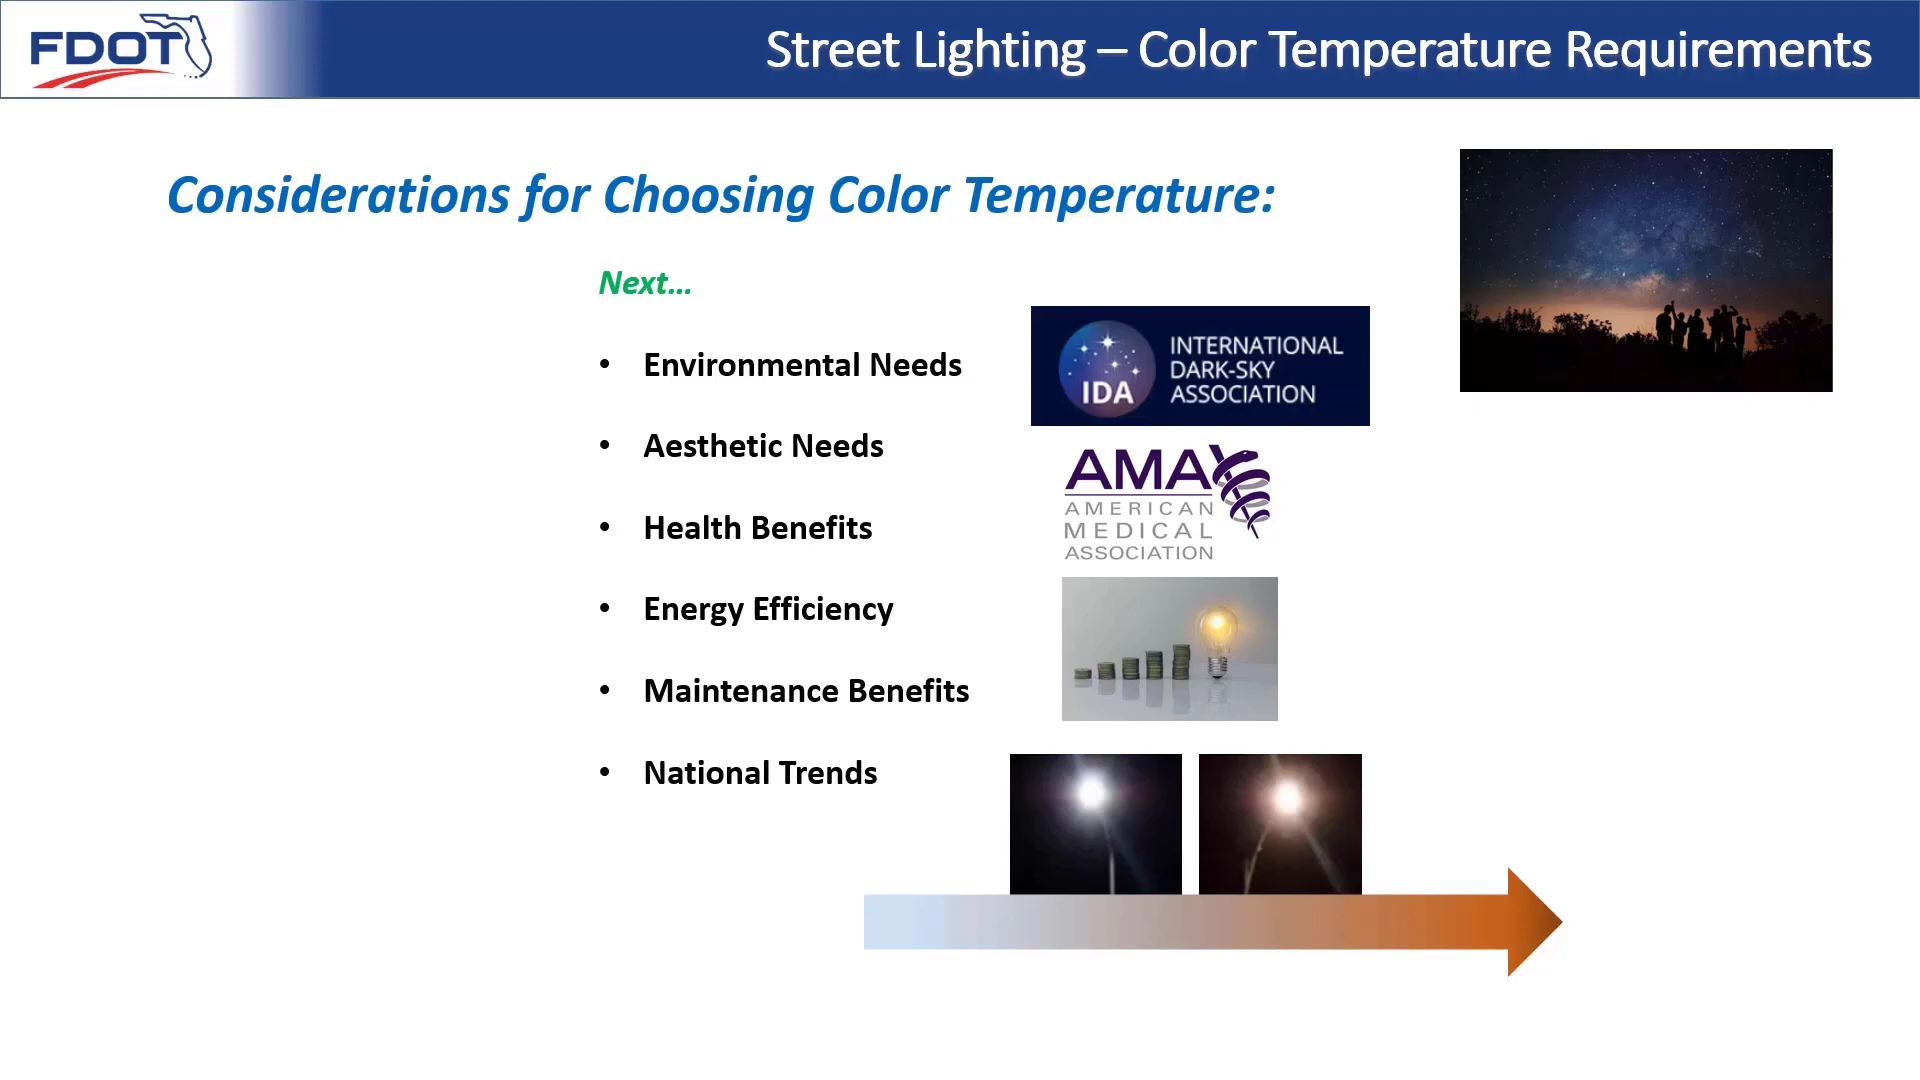 FDOT
Street Lighting – Color Temperature Requirements
Considerations for Choosing Color Temperature:
Next...
• Environmental Needs
• Aesthetic Needs
• Health Benefits
• Energy Efficiency
• Maintenance Benefits
• National Trends
IDA
INTERNATIONAL
DARK-SKY
ASSOCIATION
AMA
AMERICAN
MEDICAL
ASSOCIATION